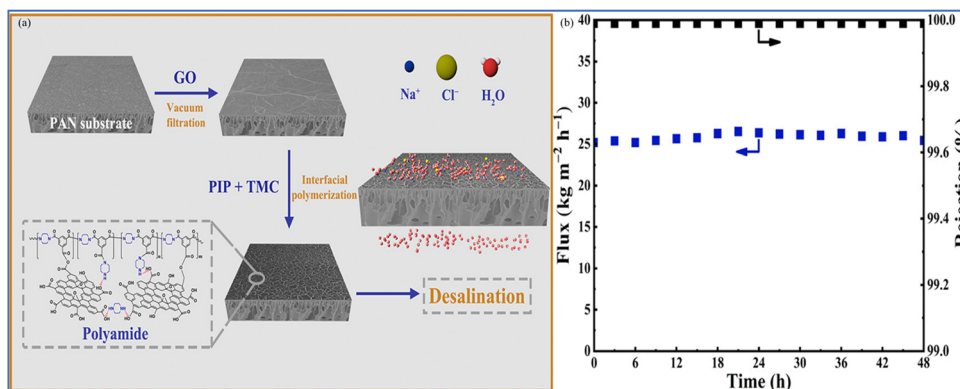 (a)
GO
Vacuum
filtration
PAN substrate
Na⁺
Cl⁻
H₂O
PIP + TMC
Interfacial
polymerization
Polyamide
Desalination
(b)
Flux (kg m⁻² h⁻¹)
40
35
30
25
20
15
10
5
0
0 6 12 18 24 30 36 42 48
Time (h)
100.0
99.8
99.6
99.4
99.2
99.0
Rejection (%)